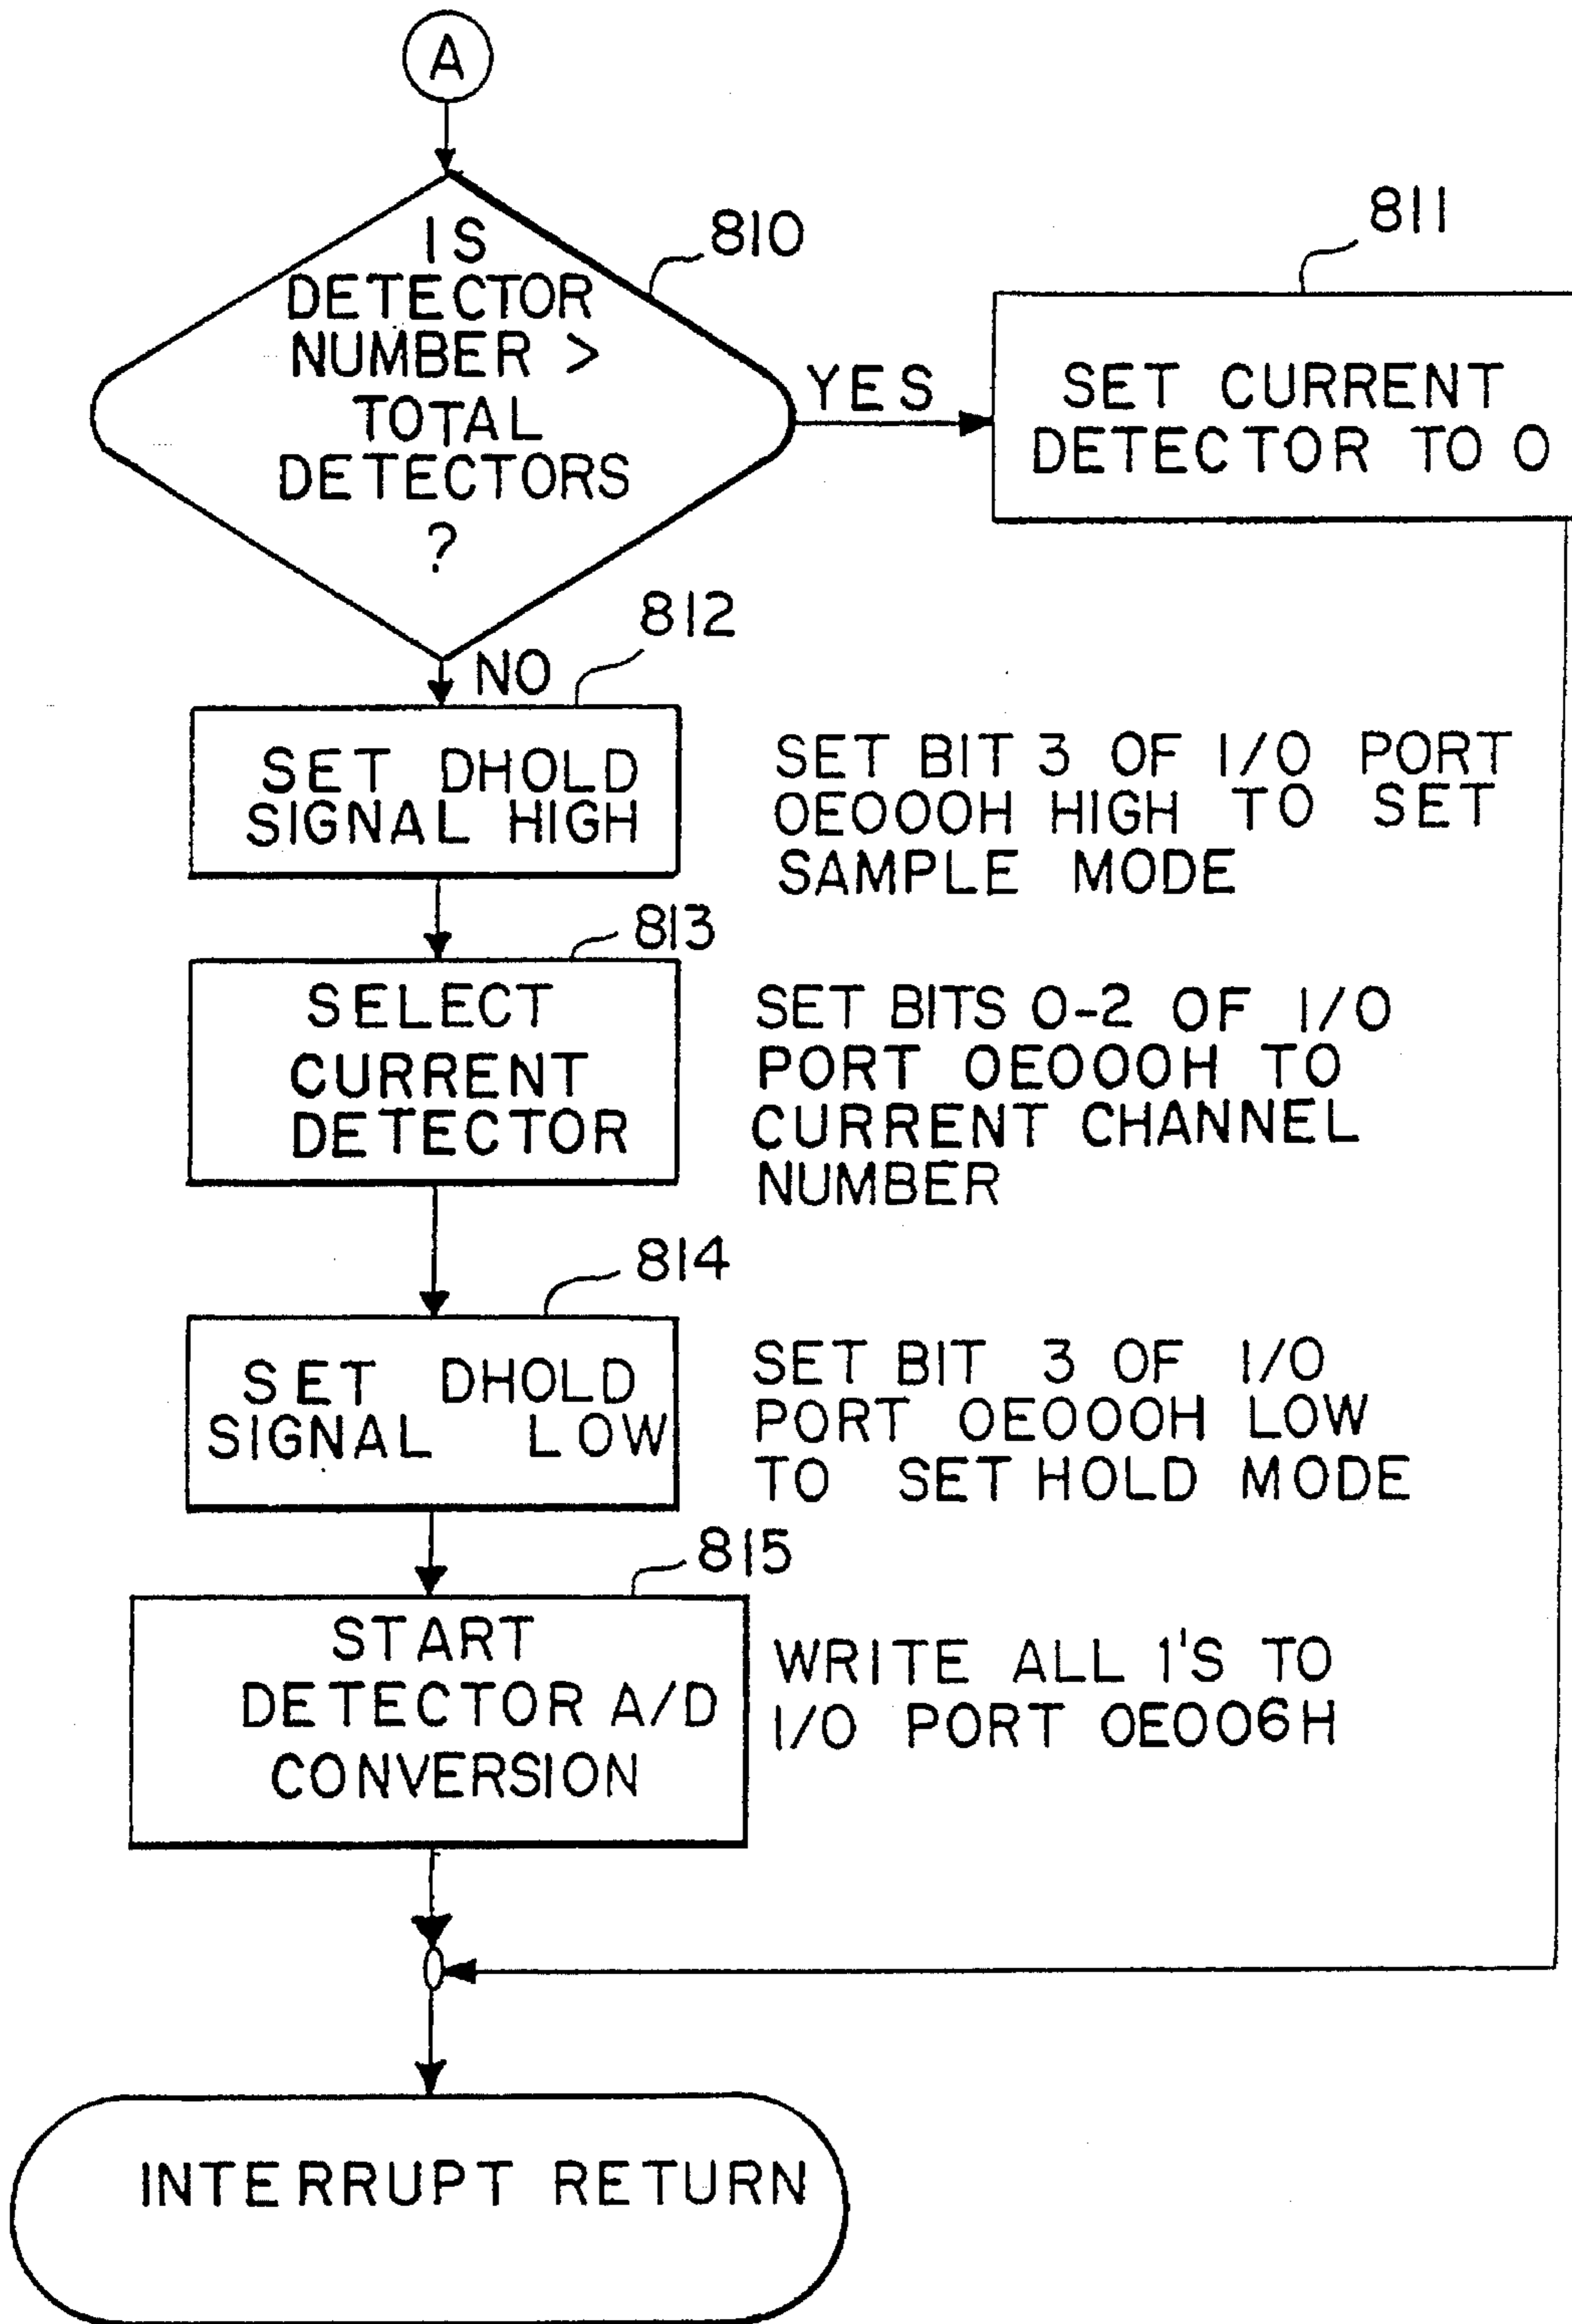 A
IS
DETECTOR
NUMBER >
TOTAL
DETECTORS
?
810
YES
811
SET CURRENT
DETECTOR TO 0
NO
812
SET DHOLD
SIGNAL HIGH
SET BIT 3 OF I/O PORT
0E000H HIGH TO SET
SAMPLE MODE
813
SELECT
CURRENT
DETECTOR
SET BITS 0-2 OF I/O
PORT 0E000H TO
CURRENT CHANNEL
NUMBER
814
SET DHOLD
SIGNAL LOW
SET BIT 3 OF I/O
PORT 0E000H LOW
TO SET HOLD MODE
815
START
DETECTOR A/D
CONVERSION
WRITE ALL 1'S TO
I/O PORT 0E006H
INTERRUPT RETURN